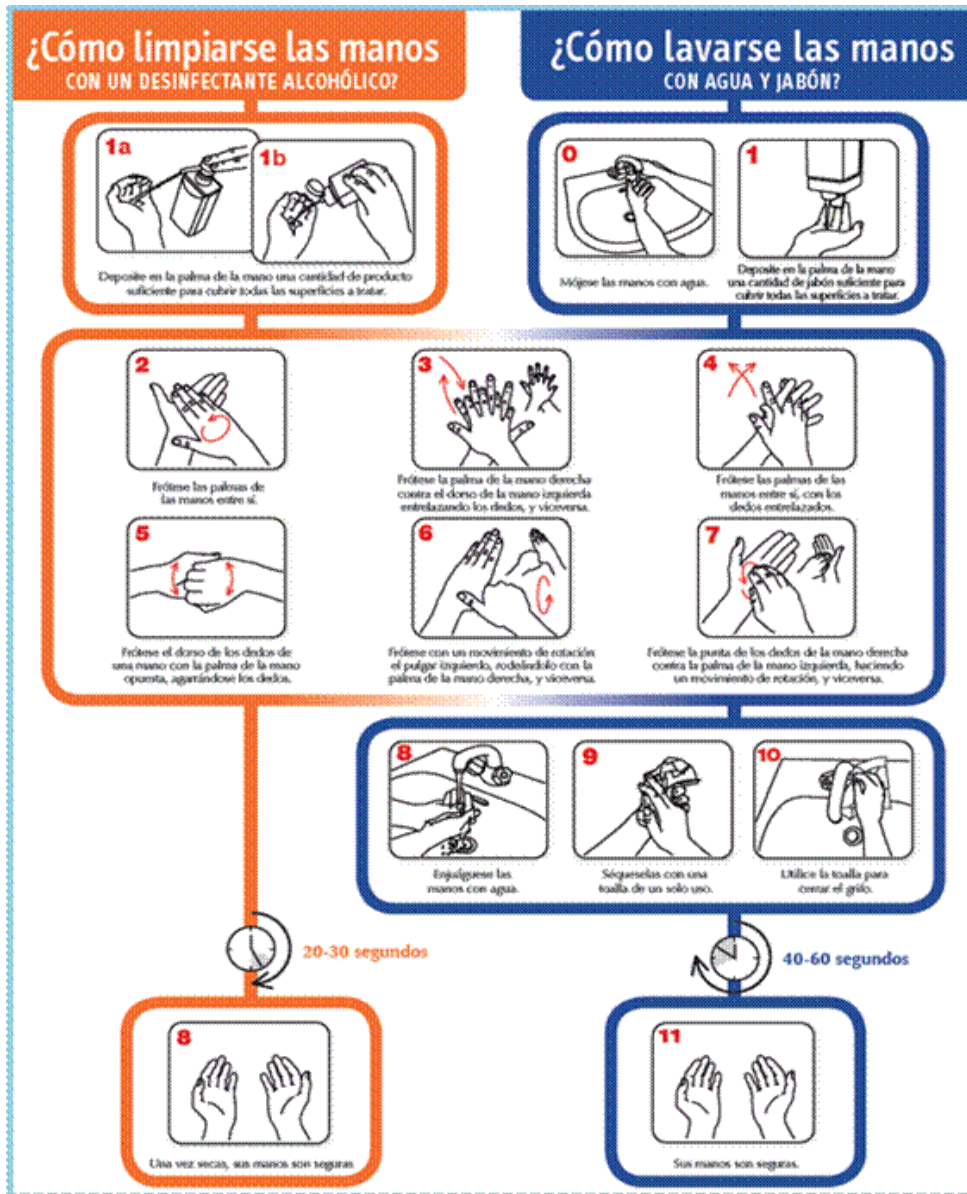 ¿Cómo limpiarse las manos
CON UN DESINFECTANTE ALCOHÓLICO?
¿Cómo lavarse las manos
CON AGUA Y JABÓN?
1a
1b
Deposite en la palma de la mano una cantidad de producto
suficiente para cubrir todas las superficies a tratar.
0
Mójese las manos con agua.
1
Deposite en la palma de la mano
una cantidad de jabón suficiente para
cubrir todas las superficies a tratar.
2
Frótese las palmas de
las manos entre sí.
3
Frótese la palma de la mano derecha
contra el dorso de la mano izquierda
entrelazando los dedos, y viceversa.
4
Frótese las palmas de las
manos entre sí, con los
dedos entrelazados.
5
Frótese el dorso de los dedos de
una mano con la palma de la mano
opuesta, agarrándose los dedos.
6
Frótese con un movimiento de rotación
el pulgar izquierdo, rodeándolo con la
palma de la mano derecha, y viceversa.
7
Frótese la punta de los dedos de la mano derecha
contra la palma de la mano izquierda, haciendo
un movimiento de rotación, y viceversa.
8
Enjuáguese las
manos con agua.
9
Séqueselas con una
toalla de un solo uso.
10
Utilice la toalla para
cerrar el grifo.
20-30 segundos
40-60 segundos
8
Una vez secas, sus manos son seguras
11
Sus manos son seguras.